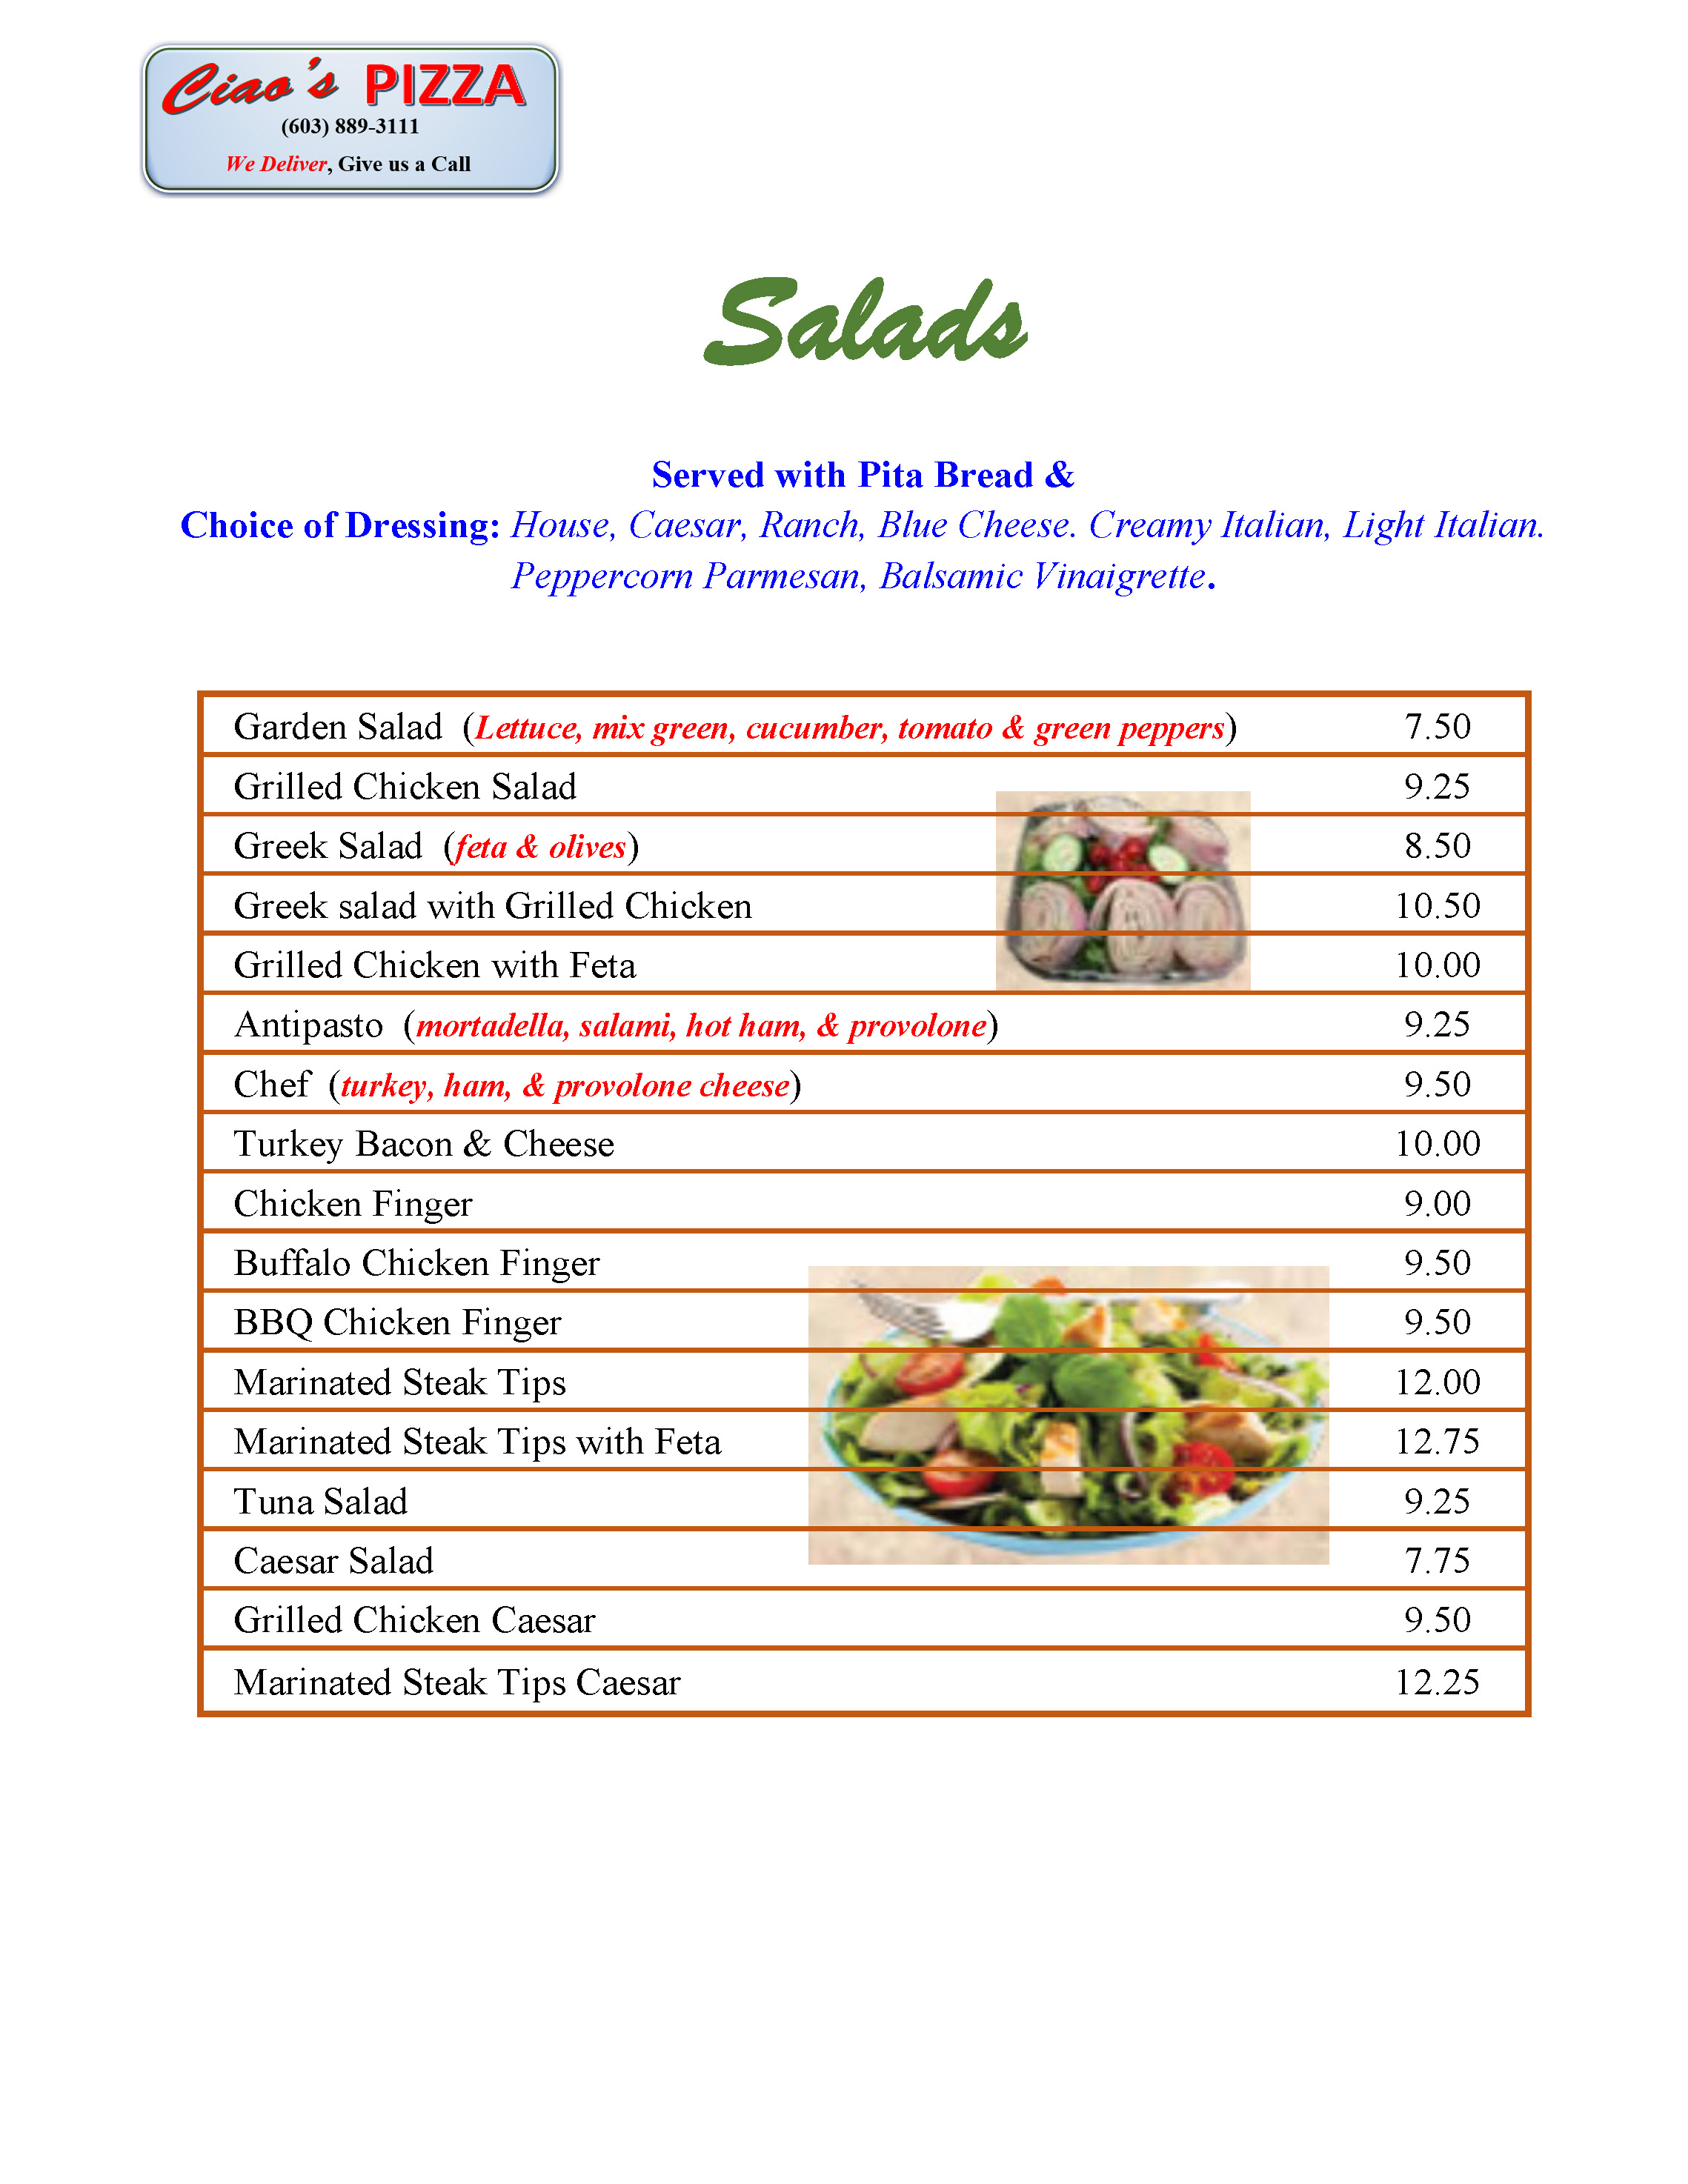 Ciao's PIZZA
(603) 889-3111
We Deliver, Give us a Call
Salads
Served with Pita Bread &
Choice of Dressing: House, Caesar, Ranch, Blue Cheese. Creamy Italian, Light Italian.
Peppercorn Parmesan, Balsamic Vinaigrette.
Garden Salad (Lettuce, mix green, cucumber, tomato & green peppers) 7.50
Grilled Chicken Salad 9.25
Greek Salad (feta & olives) 8.50
Greek salad with Grilled Chicken 10.50
Grilled Chicken with Feta 10.00
Antipasto (mortadella, salami, hot ham, & provolone) 9.25
Chef (turkey, ham, & provolone cheese) 9.50
Turkey Bacon & Cheese 10.00
Chicken Finger 9.00
Buffalo Chicken Finger 9.50
BBQ Chicken Finger 9.50
Marinated Steak Tips 12.00
Marinated Steak Tips with Feta 12.75
Tuna Salad 9.25
Caesar Salad 7.75
Grilled Chicken Caesar 9.50
Marinated Steak Tips Caesar 12.25